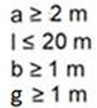 a ≥ 2 m
l ≤ 20 m
b ≥ 1 m
g ≥ 1 m